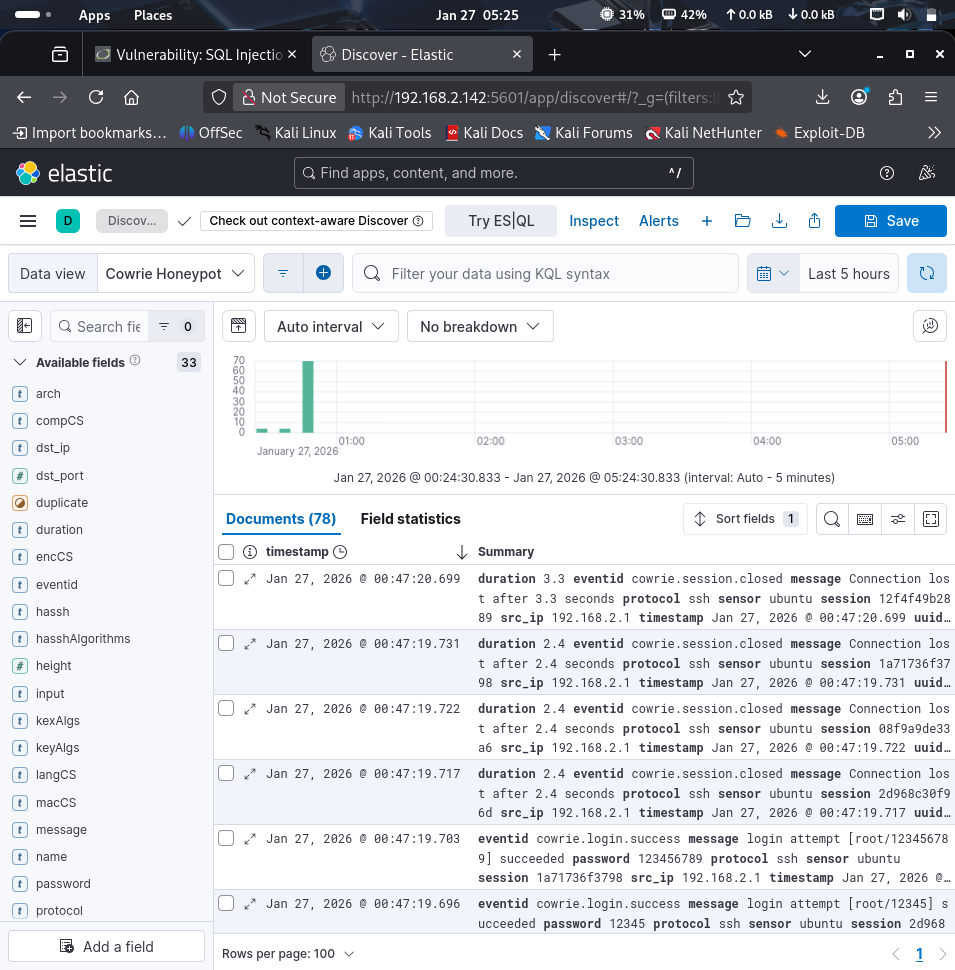 Apps Places Jan 27 05:25 31% 42% 0.0 kB 0.0 kB
Vulnerability: SQL Injectio Discover - Elastic
Not Secure http://192.168.2.142:5601/app/discover#/?_g=(filters:!
Import bookmarks… OffSec Kali Linux Kali Tools Kali Docs Kali Forums Kali NetHunter Exploit-DB
elastic Find apps, content, and more. ^/
D Discov… Check out context-aware Discover Try ES|QL Inspect Alerts Save
Data view Cowrie Honeypot Filter your data using KQL syntax Last 5 hours
Search fie 0 Auto interval No breakdown
Available fields 33
arch
compCS
dst_ip
dst_port
duplicate
duration
encCS
eventid
hassh
hasshAlgorithms
height
input
kexAlgs
keyAlgs
langCS
macCS
message
name
password
protocol
Add a field
70
60
50
40
30
20
10
0
01:00 02:00 03:00 04:00 05:00
January 27, 2026
Jan 27, 2026 @ 00:24:30.833 - Jan 27, 2026 @ 05:24:30.833 (interval: Auto - 5 minutes)
Documents (78) Field statistics Sort fields 1
timestamp Summary
Jan 27, 2026 @ 00:47:20.699 duration 3.3 eventid cowrie.session.closed message Connection los
t after 3.3 seconds protocol ssh sensor ubuntu session 12f4f49b28
89 src_ip 192.168.2.1 timestamp Jan 27, 2026 @ 00:47:20.699 uuid…
Jan 27, 2026 @ 00:47:19.731 duration 2.4 eventid cowrie.session.closed message Connection los
t after 2.4 seconds protocol ssh sensor ubuntu session 1a71736f37
98 src_ip 192.168.2.1 timestamp Jan 27, 2026 @ 00:47:19.731 uuid…
Jan 27, 2026 @ 00:47:19.722 duration 2.4 eventid cowrie.session.closed message Connection los
t after 2.4 seconds protocol ssh sensor ubuntu session 08f9a9de33
a6 src_ip 192.168.2.1 timestamp Jan 27, 2026 @ 00:47:19.722 uuid…
Jan 27, 2026 @ 00:47:19.717 duration 2.4 eventid cowrie.session.closed message Connection los
t after 2.4 seconds protocol ssh sensor ubuntu session 2d968c30f9
6d src_ip 192.168.2.1 timestamp Jan 27, 2026 @ 00:47:19.717 uuid…
Jan 27, 2026 @ 00:47:19.703 eventid cowrie.login.success message login attempt [root/12345678
9] succeeded password 123456789 protocol ssh sensor ubuntu
session 1a71736f3798 src_ip 192.168.2.1 timestamp Jan 27, 2026 @…
Jan 27, 2026 @ 00:47:19.696 eventid cowrie.login.success message login attempt [root/12345] s
ucceeded password 12345 protocol ssh sensor ubuntu session 2d968
Rows per page: 100 1